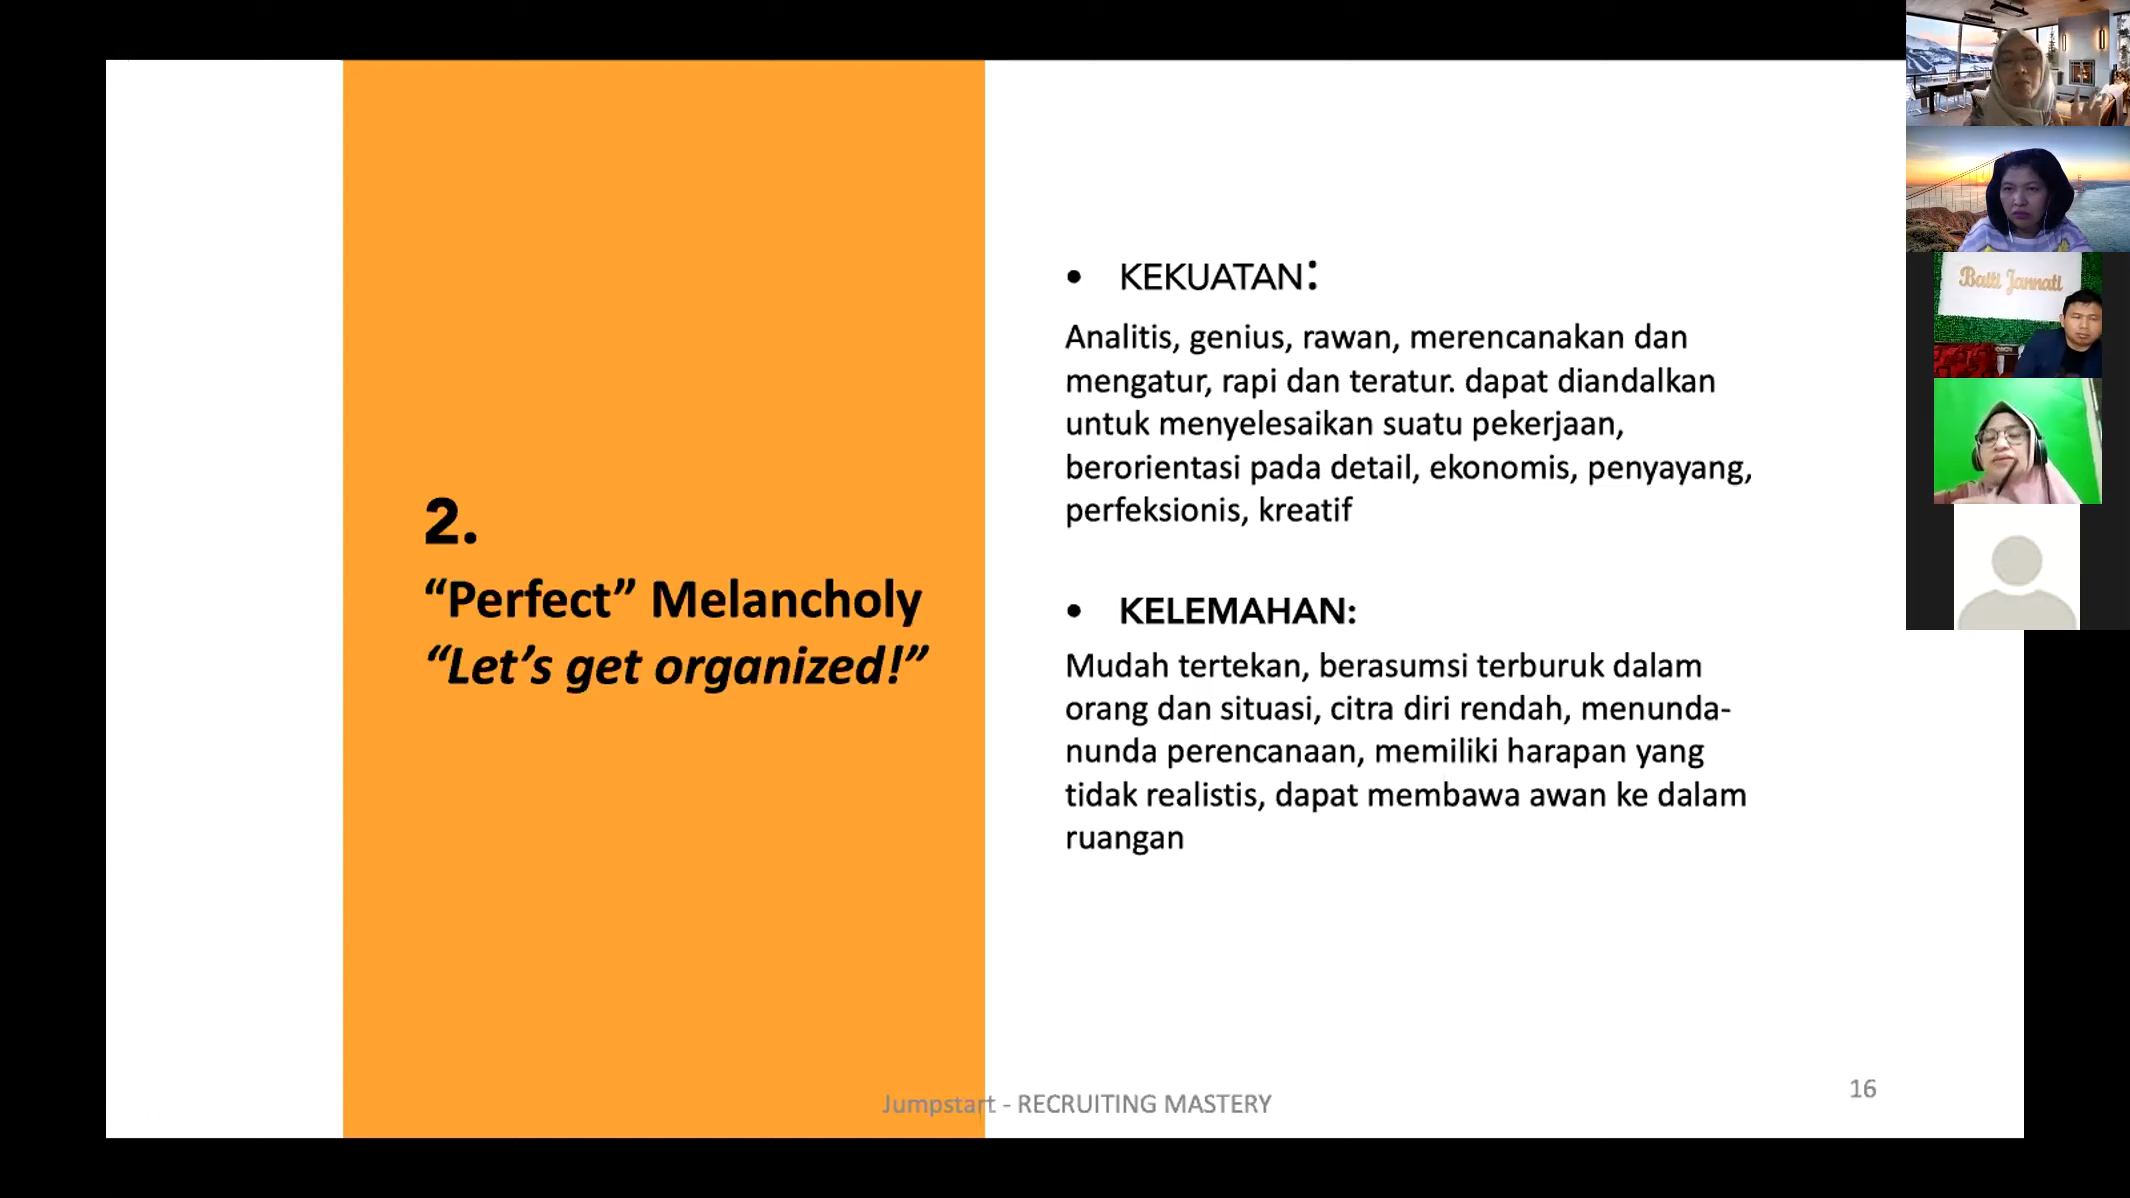 2.
“Perfect” Melancholy
“Let’s get organized!”
• KEKUATAN:
Analitis, genius, rawan, merencanakan dan
mengatur, rapi dan teratur. dapat diandalkan
untuk menyelesaikan suatu pekerjaan,
berorientasi pada detail, ekonomis, penyayang,
perfeksionis, kreatif
• KELEMAHAN:
Mudah tertekan, berasumsi terburuk dalam
orang dan situasi, citra diri rendah, menunda-
nunda perencanaan, memiliki harapan yang
tidak realistis, dapat membawa awan ke dalam
ruangan
Jumpstart - RECRUITING MASTERY
16
Baiti Jannati